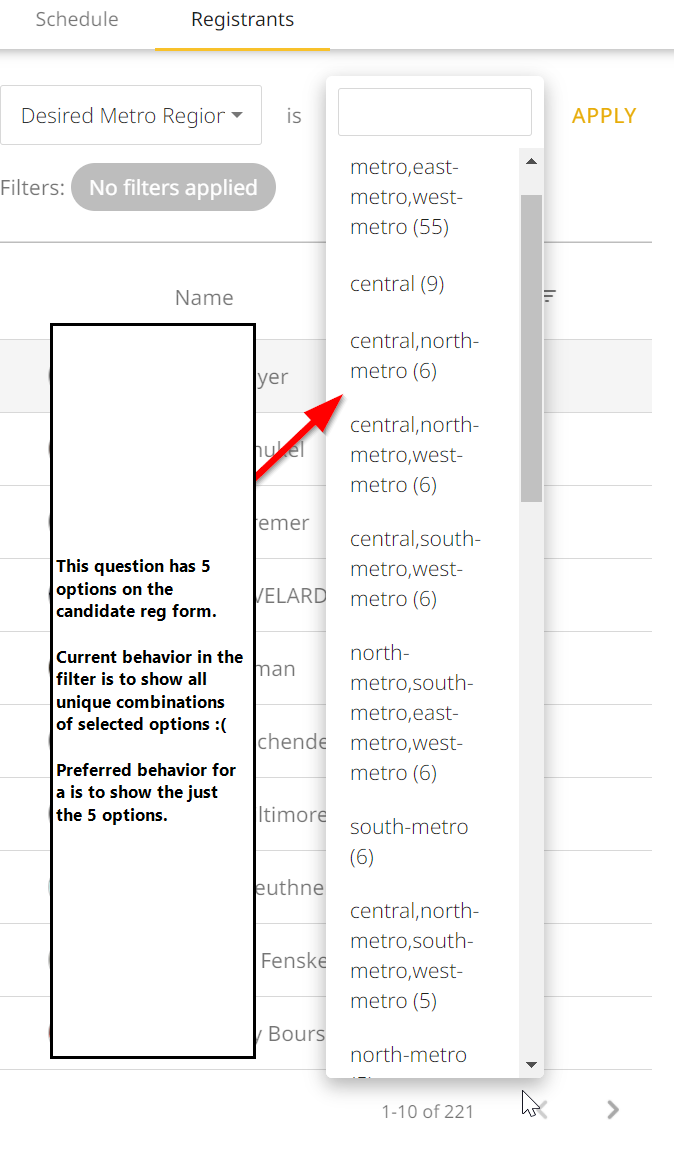 Schedule Registrants
Desired Metro Region is APPLY
Filters: No filters applied
metro,east-
metro,west-
metro (55)
central (9)
central,north-
metro (6)
central,north-
metro,west-
metro (6)
central,south-
metro,west-
metro (6)
north-
metro,south-
metro,east-
metro,west-
metro (6)
south-metro
(6)
central,north-
metro,south-
metro,west-
metro (5)
north-metro
Name
yer
nukel
remer
VELARD
man
chende
ltimore
euthne
Fenske
y Bours
This question has 5
options on the
candidate reg form.
Current behavior in the
filter is to show all
unique combinations
of selected options :(
Preferred behavior for
a is to show the just
the 5 options.
1-10 of 221